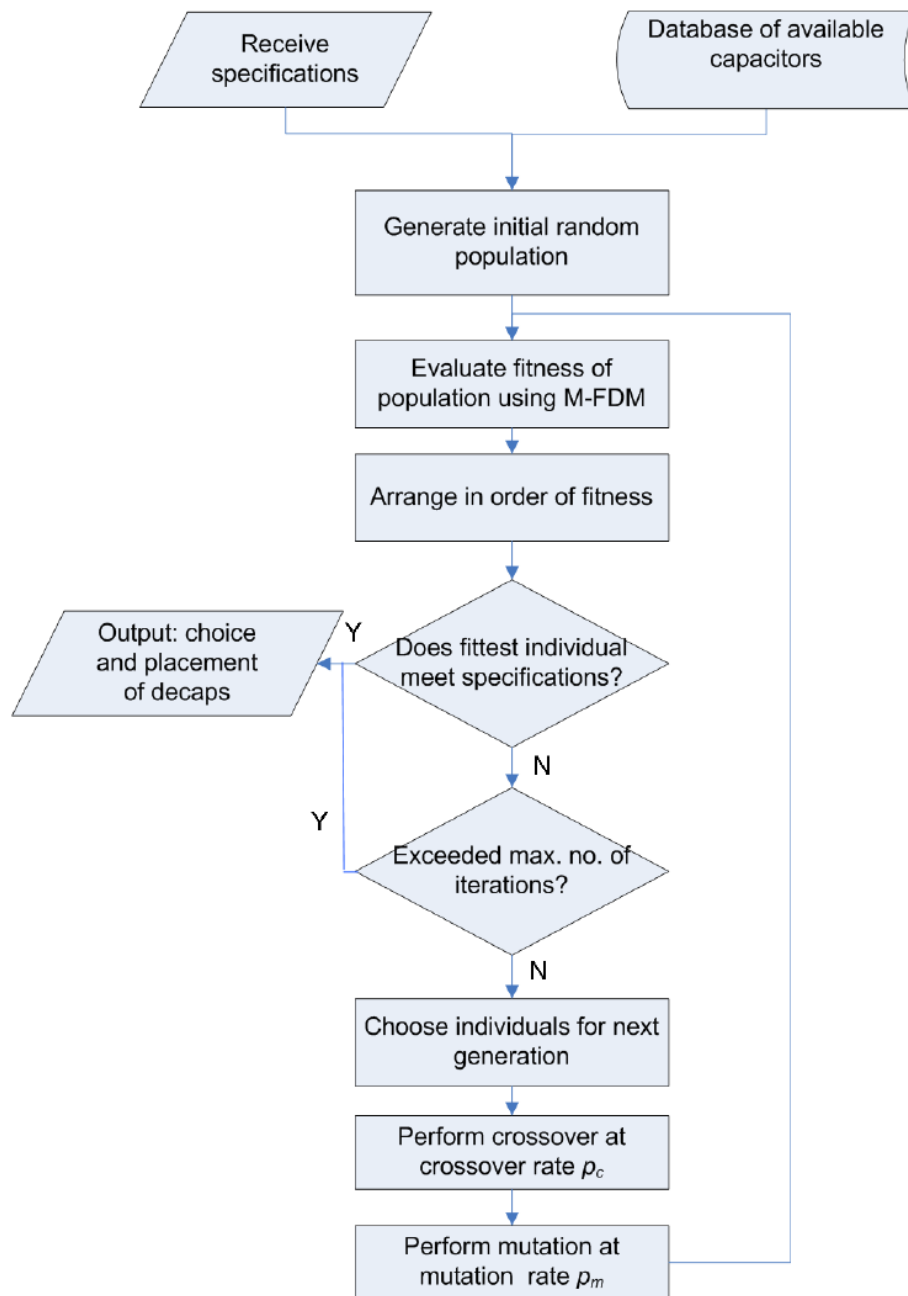 Receive
specifications
Database of available
capacitors
Generate initial random
population
Evaluate fitness of
population using M-FDM
Arrange in order of fitness
Does fittest individual
meet specifications?
Y
Output: choice
and placement
of decaps
N
Y
Exceeded max. no. of
iterations?
N
Choose individuals for next
generation
Perform crossover at
crossover rate pc
Perform mutation at
mutation rate pm